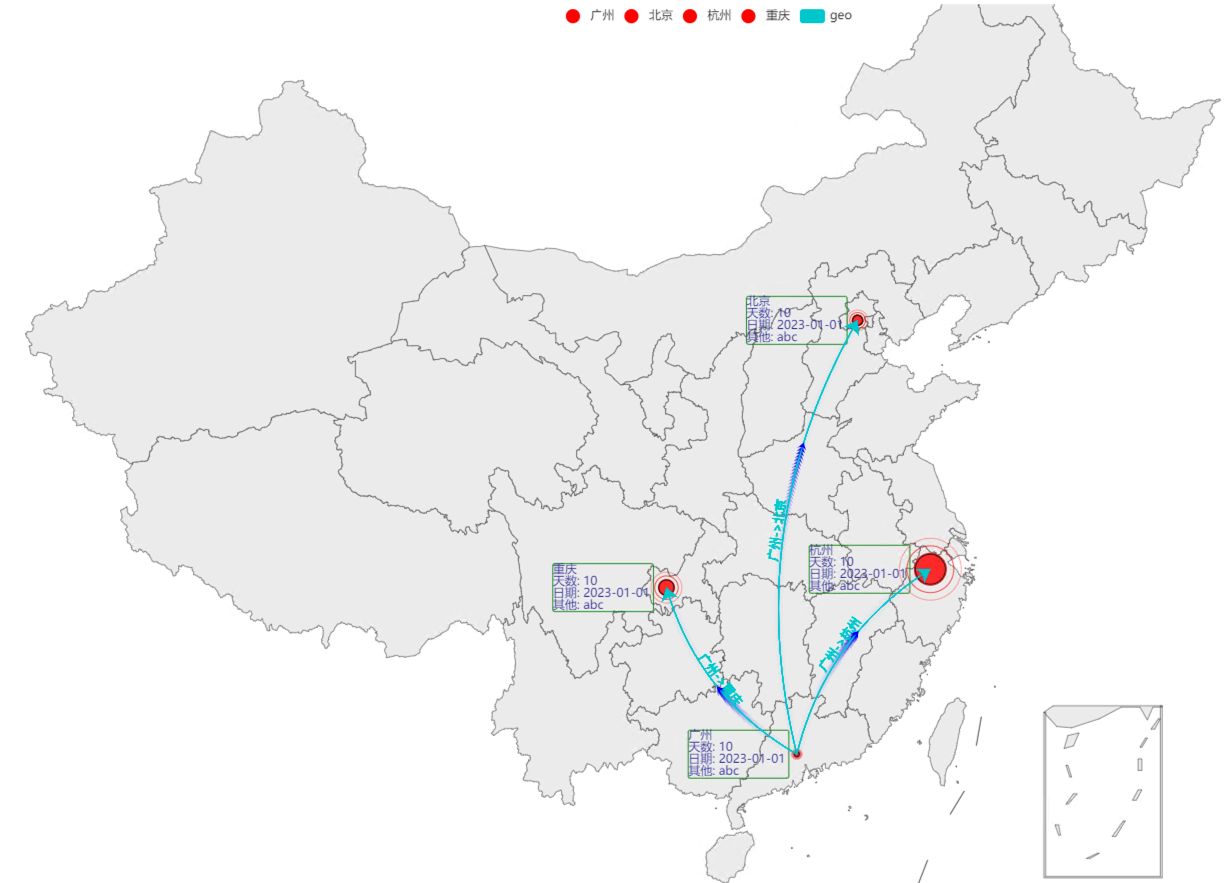 广州 北京 杭州 重庆 geo
北京
天数: 10
日期: 2023-01-01
其他: abc
广州->北京
杭州
天数: 10
日期: 2023-01-01
其他: abc
重庆
天数: 10
日期: 2023-01-01
其他: abc
广州->杭州
广州->重庆
广州
天数: 10
日期: 2023-01-01
其他: abc